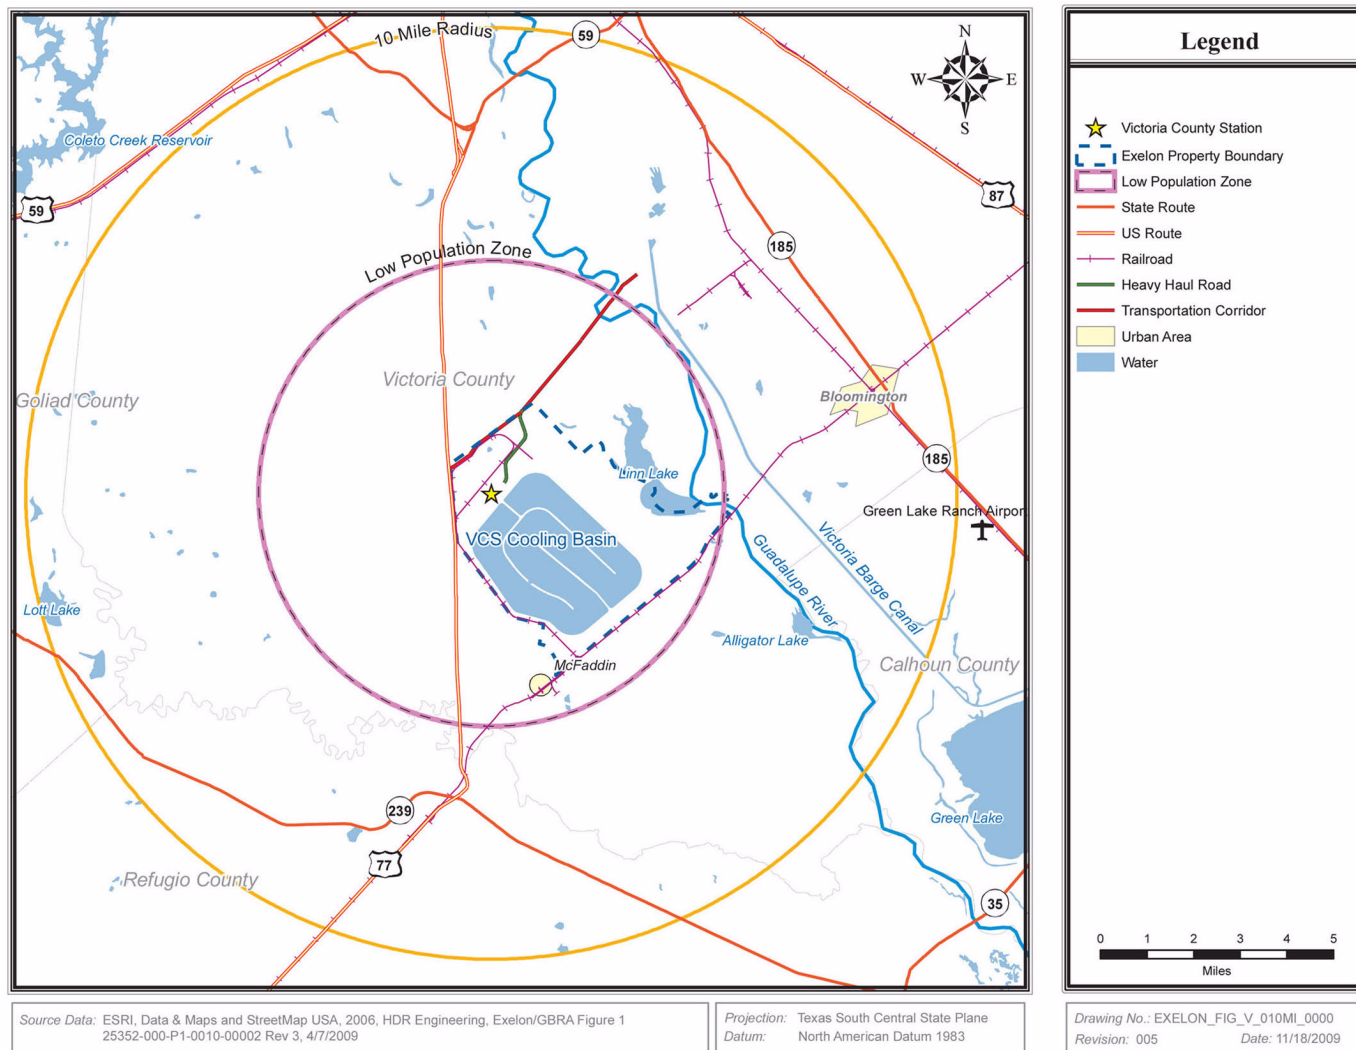 10 Mile Radius
59
N
W E
S
Coleto Creek Reservoir
59
87
185
Low Population Zone
Victoria County
Goliad County
Bloomington
185
Linn Lake
Green Lake Ranch Airpor
VCS Cooling Basin
Victoria Barge Canal
Guadalupe River
Lott Lake
Alligator Lake
McFaddin
Calhoun County
239
Green Lake
77
Refugio County
35
Legend
Victoria County Station
Exelon Property Boundary
Low Population Zone
State Route
US Route
Railroad
Heavy Haul Road
Transportation Corridor
Urban Area
Water
0 1 2 3 4 5
Miles
Source Data: ESRI, Data & Maps and StreetMap USA, 2006, HDR Engineering, Exelon/GBRA Figure 1
25352-000-P1-0010-00002 Rev 3, 4/7/2009
Projection: Texas South Central State Plane
Datum: North American Datum 1983
Drawing No.: EXELON_FIG_V_010MI_0000
Revision: 005 Date: 11/18/2009